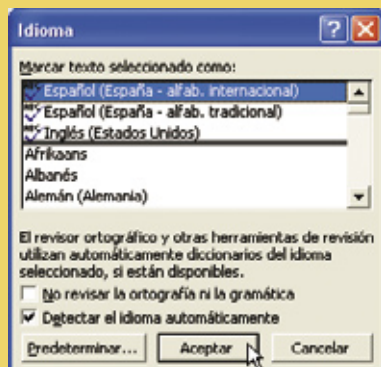 Idioma
Marcar texto seleccionado como:
Español (España - alfab. internacional)
Español (España - alfab. tradicional)
Inglés (Estados Unidos)
Afrikaans
Albanés
Alemán (Alemania)
El revisor ortográfico y otras herramientas de revisión
utilizan automáticamente diccionarios del idioma
seleccionado, si están disponibles.
No revisar la ortografía ni la gramática
Detectar el idioma automáticamente
Predeterminar... Aceptar Cancelar